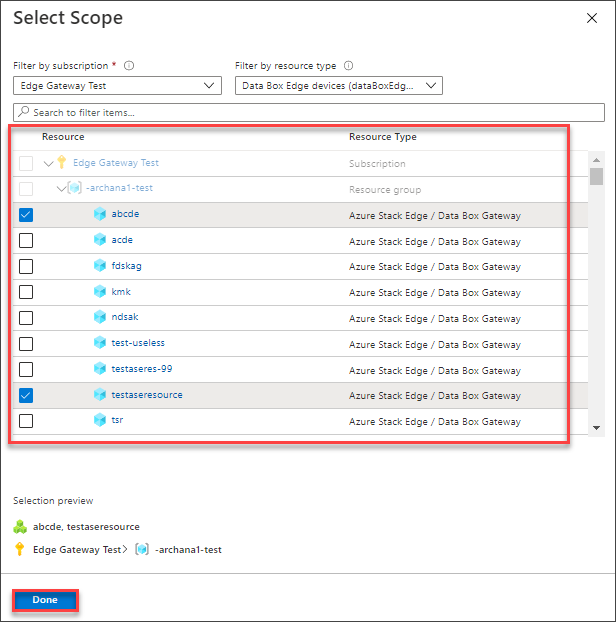 Select Scope
Filter by subscription *
Filter by resource type
Edge Gateway Test
Data Box Edge devices (dataBoxEdg...
Search to filter items...
Resource Resource Type
Edge Gateway Test Subscription
-archana1-test Resource group
abcde Azure Stack Edge / Data Box Gateway
acde Azure Stack Edge / Data Box Gateway
fdskag Azure Stack Edge / Data Box Gateway
kmk Azure Stack Edge / Data Box Gateway
ndsak Azure Stack Edge / Data Box Gateway
test-useless Azure Stack Edge / Data Box Gateway
testaseres-99 Azure Stack Edge / Data Box Gateway
testaseresource Azure Stack Edge / Data Box Gateway
tsr Azure Stack Edge / Data Box Gateway
Selection preview
abcde, testaseresource
Edge Gateway Test> -archana1-test
Done